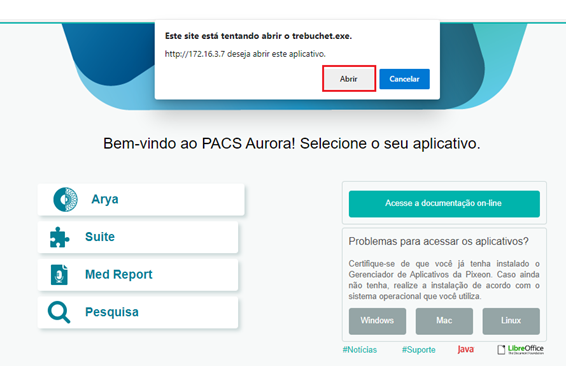 Este site está tentando abrir o trebuchet.exe.
http://172.16.3.7 deseja abrir este aplicativo.
Abrir
Cancelar
Bem-vindo ao PACS Aurora! Selecione o seu aplicativo.
Arya
Suite
Med Report
Pesquisa
Acesse a documentação on-line
Problemas para acessar os aplicativos?
Certifique-se de que você já tenha instalado o
Gerenciador de Aplicativos da Pixeon. Caso ainda
não tenha, realize a instalação de acordo com o
sistema operacional que você utiliza.
Windows
Mac
Linux
#Notícias
#Suporte
Java
LibreOffice
The Document Foundation